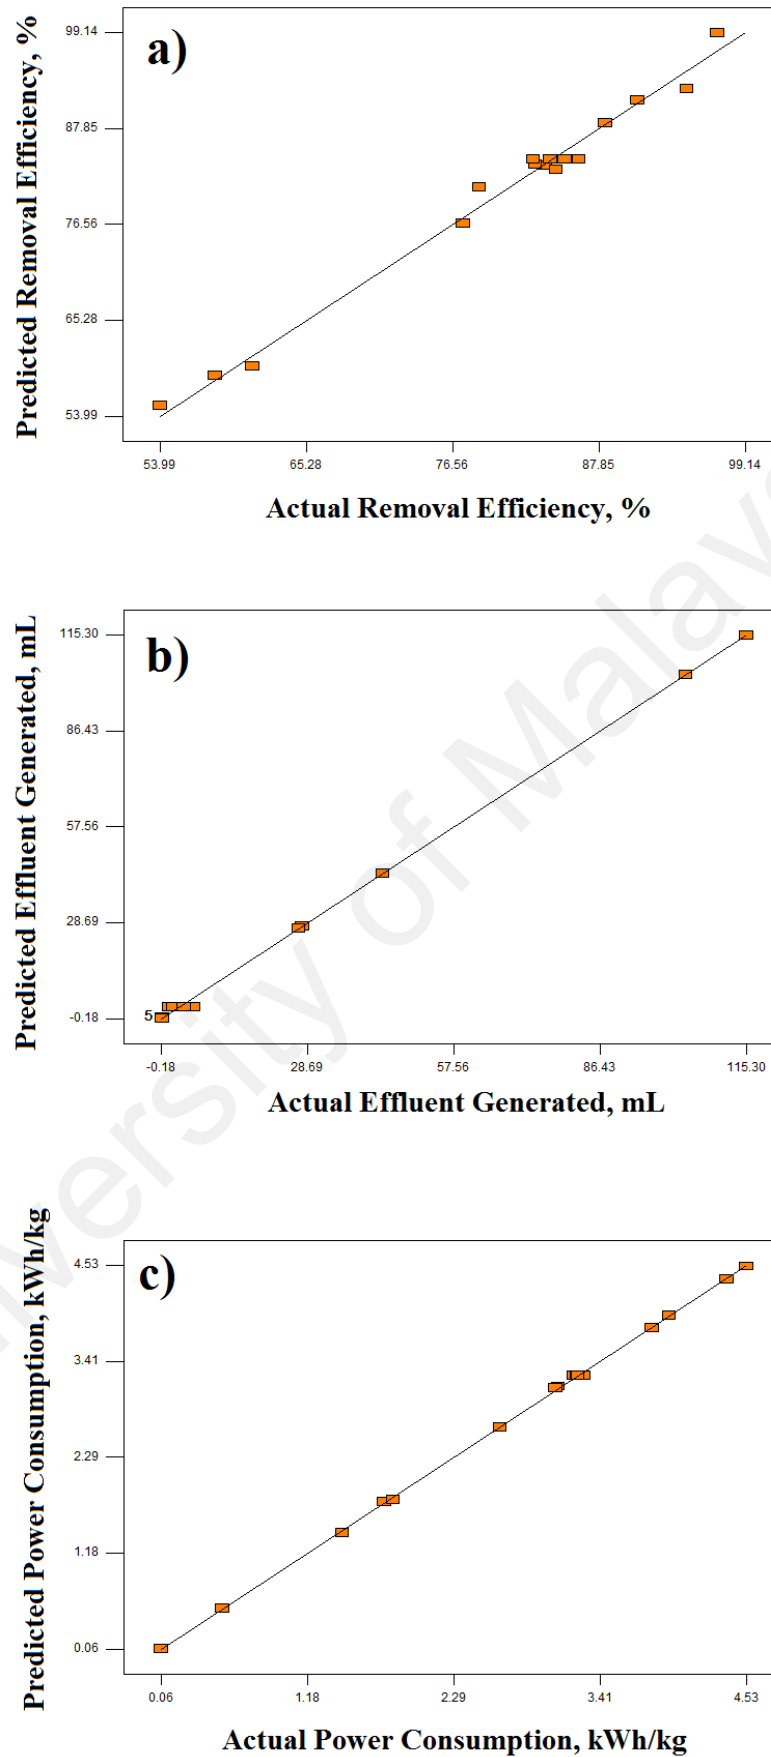 a)
Predicted Removal Efficiency, %
99.14
87.85
76.56
65.28
53.99
53.99 65.28 76.56 87.85 99.14
Actual Removal Efficiency, %
b)
Predicted Effluent Generated, mL
115.30
86.43
57.56
28.69
-0.18
5
-0.18 28.69 57.56 86.43 115.30
Actual Effluent Generated, mL
c)
Predicted Power Consumption, kWh/kg
4.53
3.41
2.29
1.18
0.06
0.06 1.18 2.29 3.41 4.53
Actual Power Consumption, kWh/kg
University of Malaya